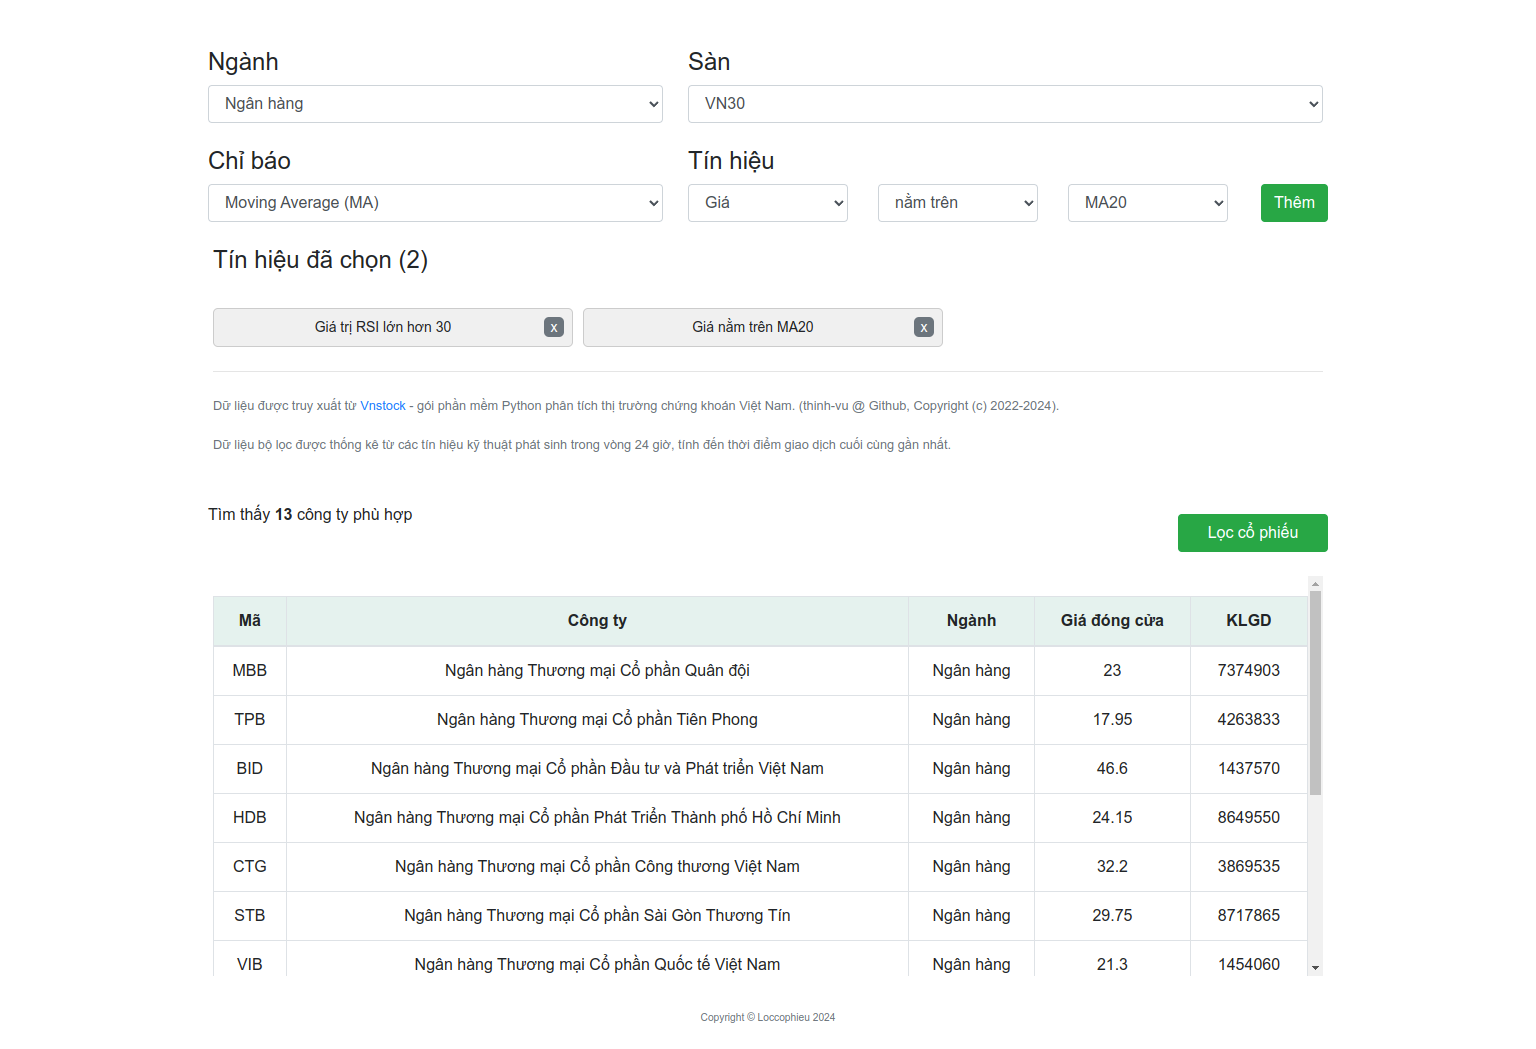 Ngành
Sàn
Ngân hàng
VN30
Chỉ báo
Tín hiệu
Moving Average (MA)
Giá
nằm trên
MA20
Thêm
Tín hiệu đã chọn (2)
Giá trị RSI lớn hơn 30 x
Giá nằm trên MA20 x
Dữ liệu được truy xuất từ Vnstock - gói phần mềm Python phân tích thị trường chứng khoán Việt Nam. (thinh-vu @ Github, Copyright (c) 2022-2024).
Dữ liệu bộ lọc được thống kê từ các tín hiệu kỹ thuật phát sinh trong vòng 24 giờ, tính đến thời điểm giao dịch cuối cùng gần nhất.
Tìm thấy 13 công ty phù hợp
Lọc cổ phiếu
Mã Công ty Ngành Giá đóng cửa KLGD
MBB Ngân hàng Thương mại Cổ phần Quân đội Ngân hàng 23 7374903
TPB Ngân hàng Thương mại Cổ phần Tiên Phong Ngân hàng 17.95 4263833
BID Ngân hàng Thương mại Cổ phần Đầu tư và Phát triển Việt Nam Ngân hàng 46.6 1437570
HDB Ngân hàng Thương mại Cổ phần Phát Triển Thành phố Hồ Chí Minh Ngân hàng 24.15 8649550
CTG Ngân hàng Thương mại Cổ phần Công thương Việt Nam Ngân hàng 32.2 3869535
STB Ngân hàng Thương mại Cổ phần Sài Gòn Thương Tín Ngân hàng 29.75 8717865
VIB Ngân hàng Thương mại Cổ phần Quốc tế Việt Nam Ngân hàng 21.3 1454060
Copyright © Loccophieu 2024